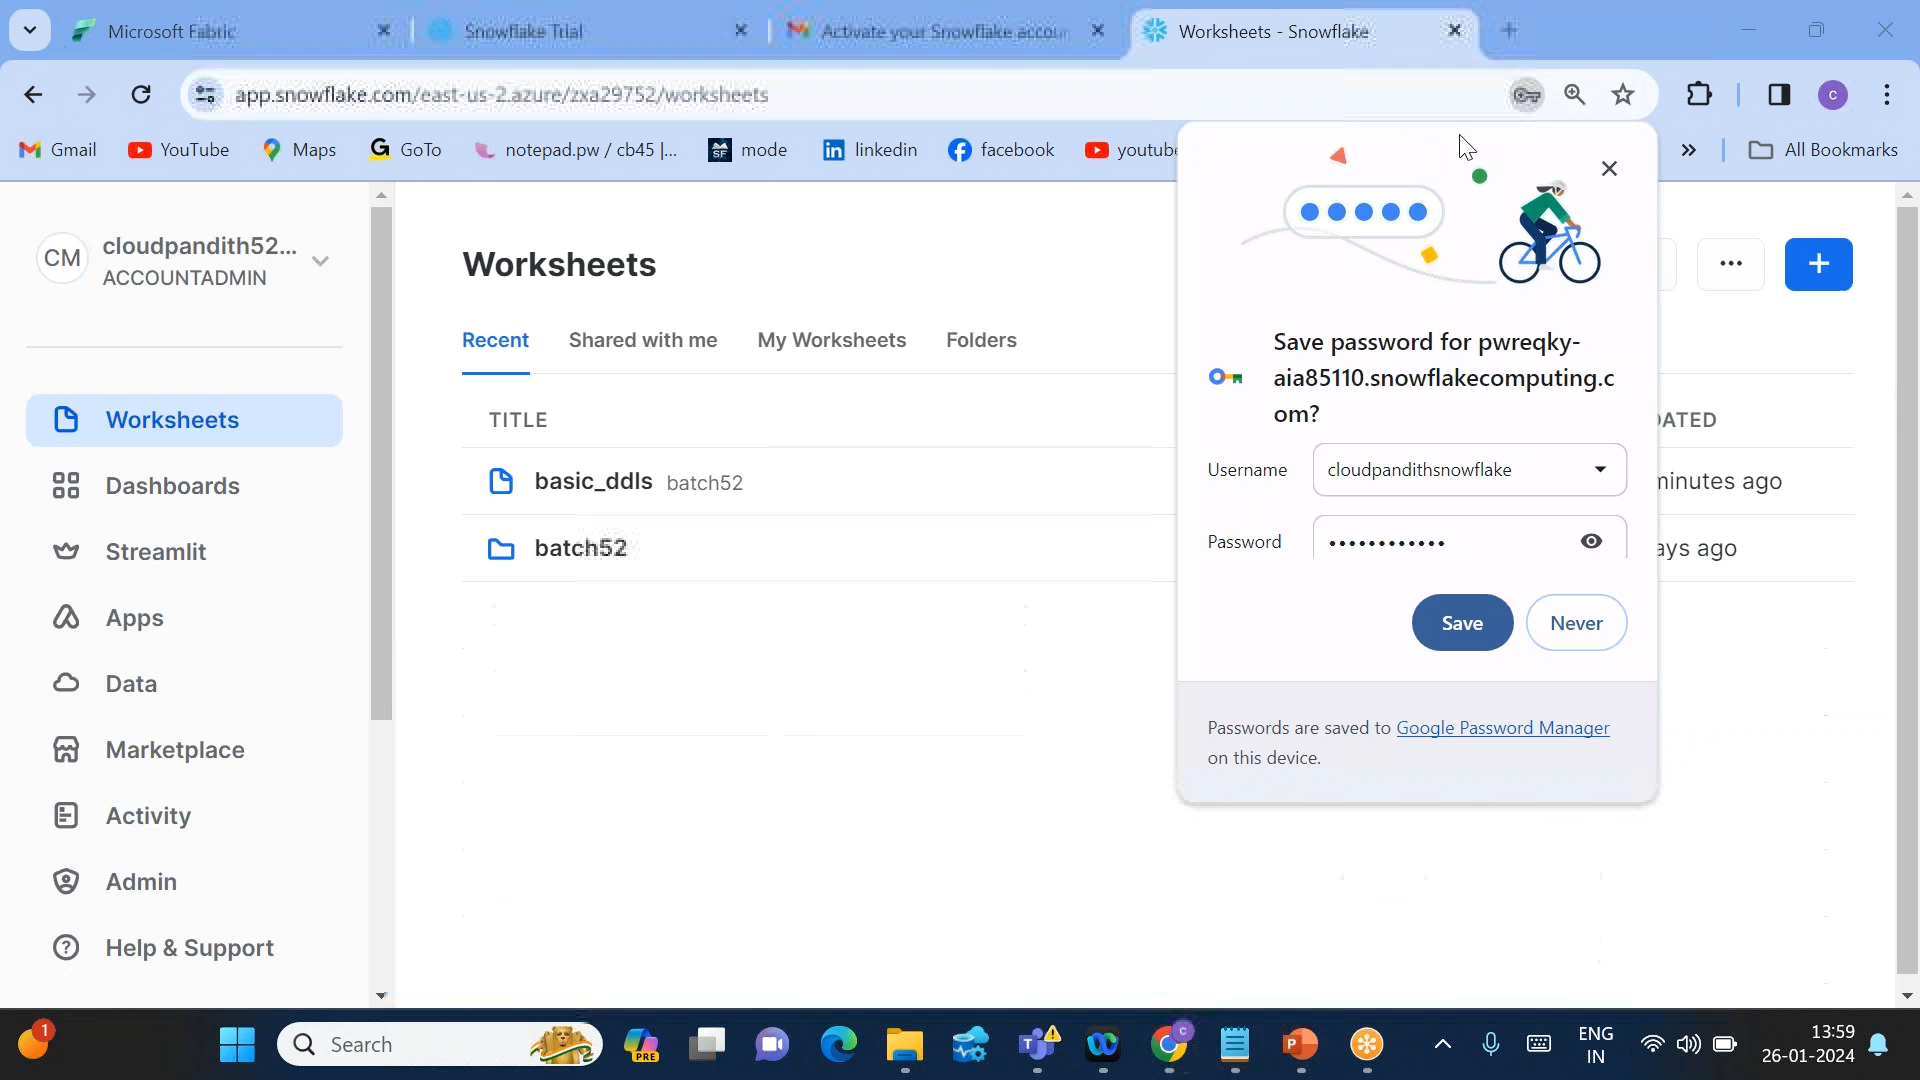 Microsoft Fabric
Snowflake Trial
Activate your Snowflake accour
Worksheets - Snowflake
app.snowflake.com/east-us-2.azure/zxa29752/worksheets
C
Gmail
YouTube
Maps
GoTo
notepad.pw / cb45 |...
mode
linkedin
facebook
youtube
»
All Bookmarks
CM
cloudpandith52...
ACCOUNTADMIN
Worksheets
Dashboards
Streamlit
Apps
Data
Marketplace
Activity
Admin
Help & Support
Worksheets
Recent
Shared with me
My Worksheets
Folders
TITLE
DATED
basic_ddls batch52
minutes ago
batch52
ays ago
Save password for pwreqky-
aia85110.snowflakecomputing.c
om?
Username
cloudpandithsnowflake
Password
••••••••••••
Save
Never
Passwords are saved to Google Password Manager
on this device.
1
Search
PRE
C
ENG
IN
13:59
26-01-2024